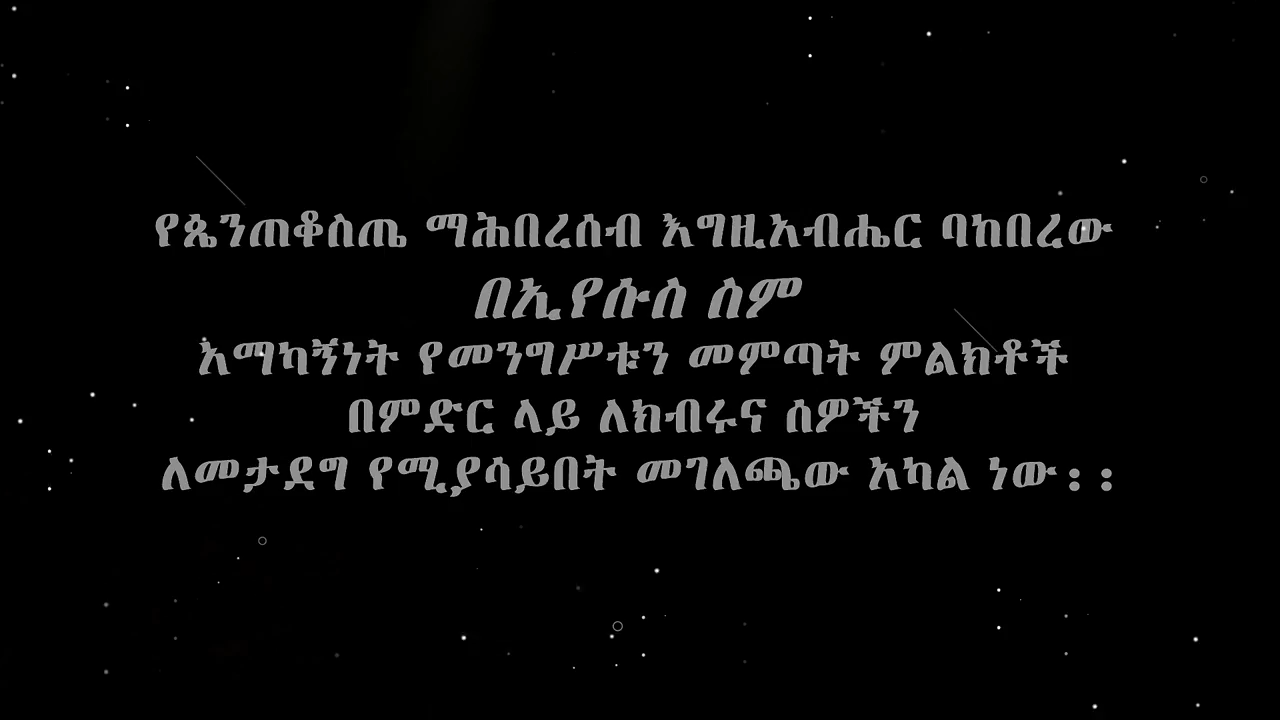 የጴንጠቆስጤ ማሕበረሰብ እግዚአብሔር ባከበረው
በኢየሱስ ስም
አማካኝነት የመንግሥቱን መምጣት ምልክቶች
በምድር ላይ ለክብሩና ሰዎችን
ለመታደግ የሚያሳይበት መገለጫው አካል ነው፡፡